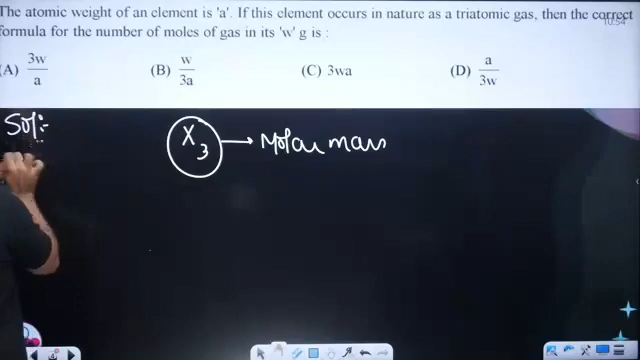 The atomic weight of an element is 'a'. If this element occurs in nature as a triatomic gas, then the correct
formula for the number of moles of gas in its 'w' g is :
10:54
(A) 3w/a (B) w/3a (C) 3wa (D) a/3w
Sol:-
X3 → Molar mass